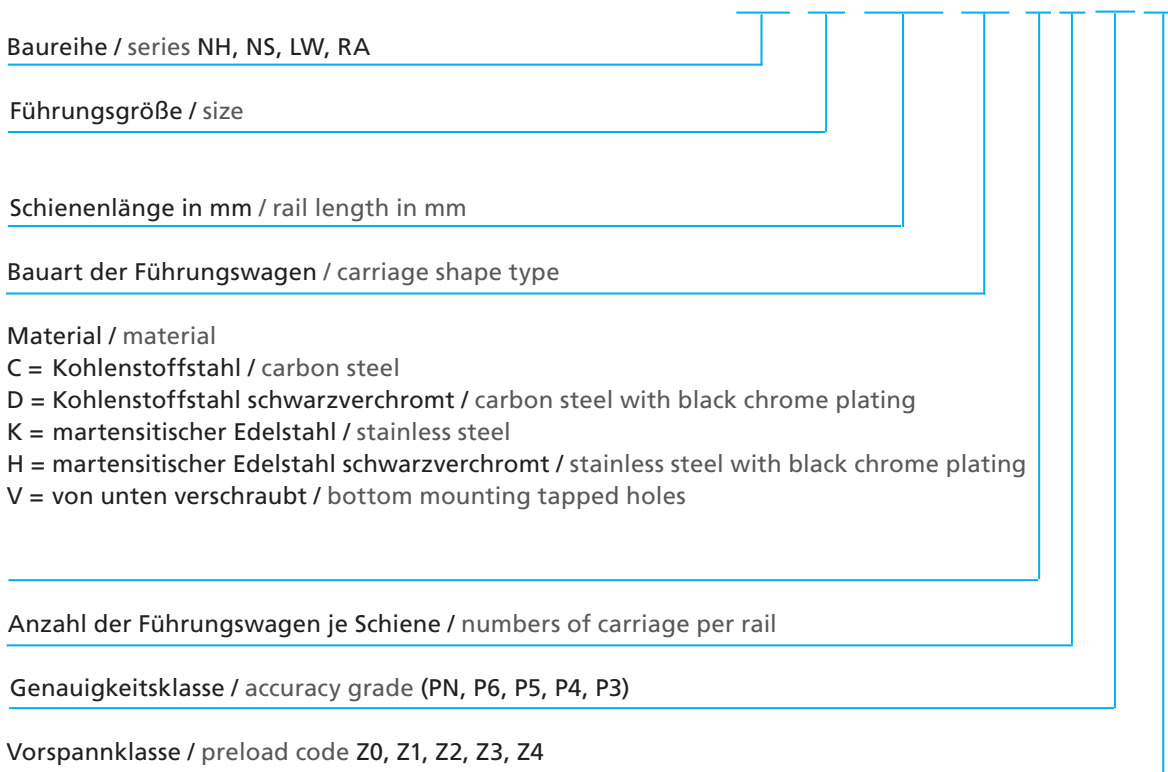 Baureihe / series NH, NS, LW, RA
Führungsgröße / size
Schienenlänge in mm / rail length in mm
Bauart der Führungswagen / carriage shape type
Material / material
C = Kohlenstoffstahl / carbon steel
D = Kohlenstoffstahl schwarzverchromt / carbon steel with black chrome plating
K = martensitischer Edelstahl / stainless steel
H = martensitischer Edelstahl schwarzverchromt / stainless steel with black chrome plating
V = von unten verschraubt / bottom mounting tapped holes
Anzahl der Führungswagen je Schiene / numbers of carriage per rail
Genauigkeitsklasse / accuracy grade (PN, P6, P5, P4, P3)
Vorspannklasse / preload code Z0, Z1, Z2, Z3, Z4